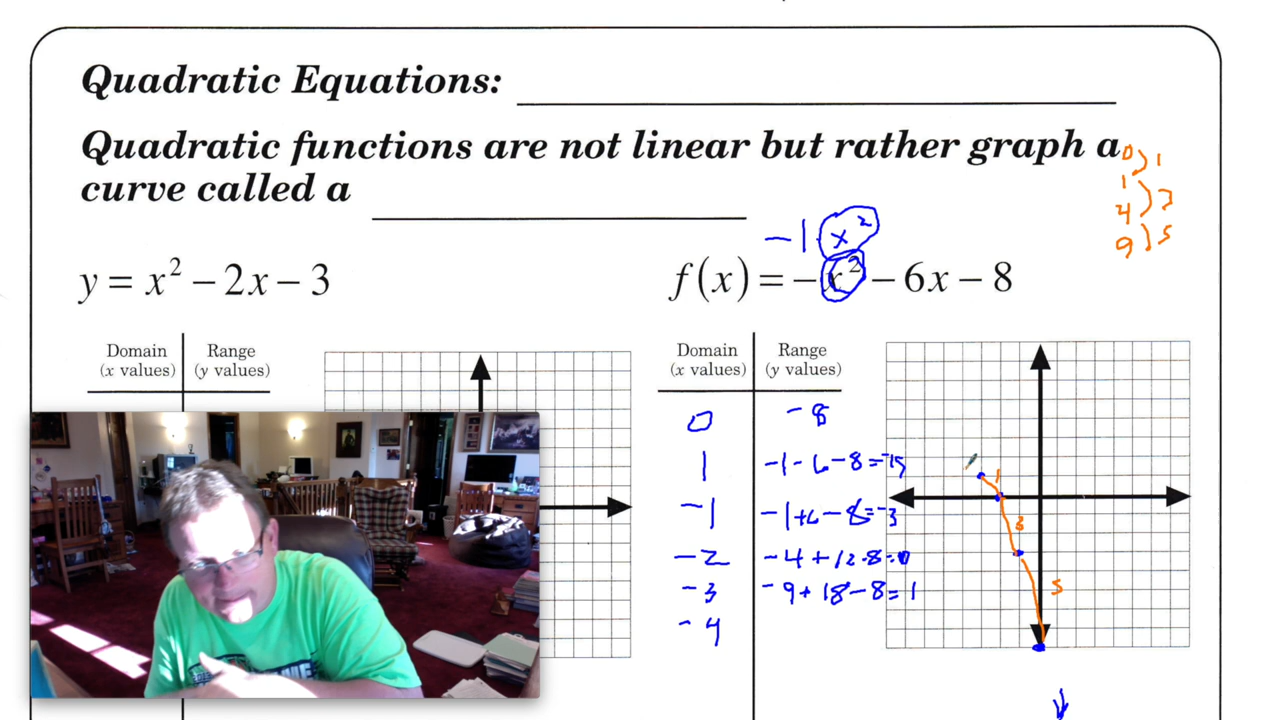 Quadratic Equations:
Quadratic functions are not linear but rather graph a
curve called a
0 1
1
4 3
9 5
-1 x²
y = x² − 2x − 3
f(x) = −x² − 6x − 8
Domain (x values) Range (y values)
Domain (x values) Range (y values)
0 -8
1 -1-6-8=-15
-1 -1+6-8=-3
-2 -4+12-8=0
-3 -9+18-8=1
-4
1
3
5